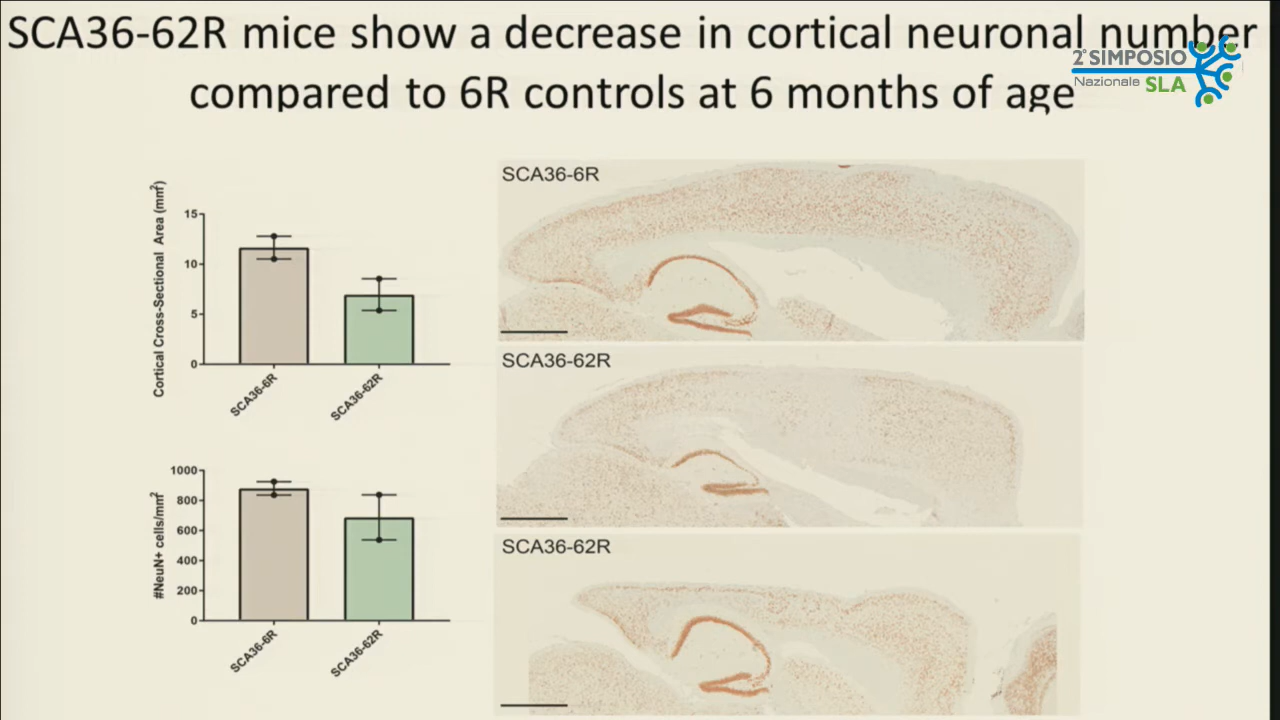 SCA36-62R mice show a decrease in cortical neuronal number
compared to 6R controls at 6 months of age
2° SIMPOSIO
Nazionale SLA
Cortical Cross-Sectional Area (mm²)
15
10
5
0
SCA36-6R
SCA36-62R
#NeuN+ cells/mm²
1000
800
600
400
200
0
SCA36-6R
SCA36-62R
SCA36-6R
SCA36-62R
SCA36-62R